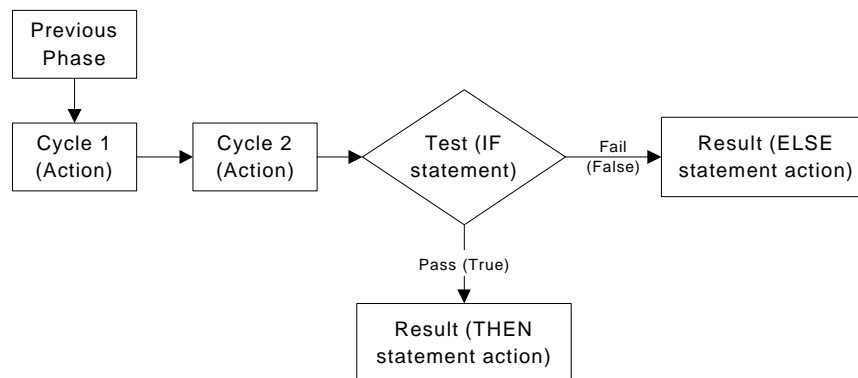 Previous
Phase
Cycle 1
(Action)
Cycle 2
(Action)
Test (IF
statement)
Fail
(False)
Result (ELSE
statement action)
Pass (True)
Result (THEN
statement action)